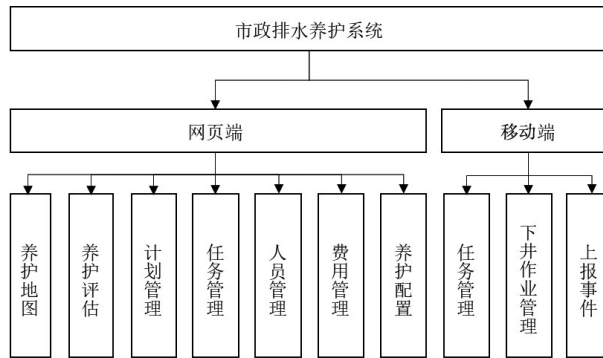 市政排水养护系统
网页端
移动端
养护地图
养护评估
计划管理
任务管理
人员管理
费用管理
养护配置
任务管理
下井作业管理
上报事件